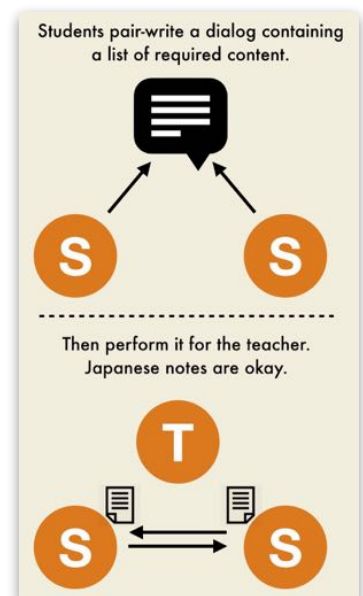 Students pair-write a dialog containing
a list of required content.
S S
Then perform it for the teacher.
Japanese notes are okay.
T
S S